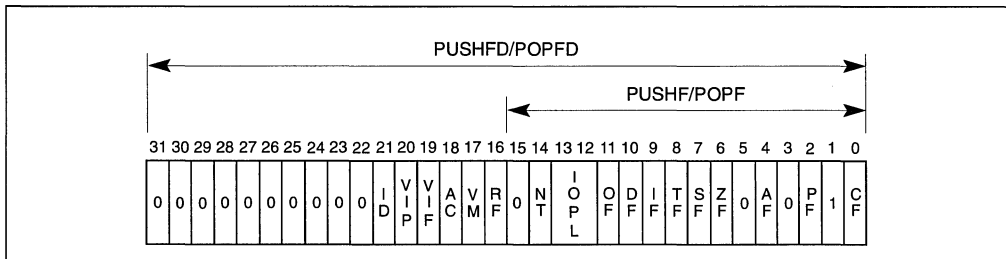 PUSHFD/POPFD
PUSHF/POPF
31 30 29 28 27 26 25 24 23 22 21 20 19 18 17 16 15 14 13 12 11 10 9 8 7 6 5 4 3 2 1 0
0 0 0 0 0 0 0 0 0 0 ID VIP VIF AC VM RF 0 NT IOPL OF DF IF TF SF ZF 0 AF 0 PF 1 CF